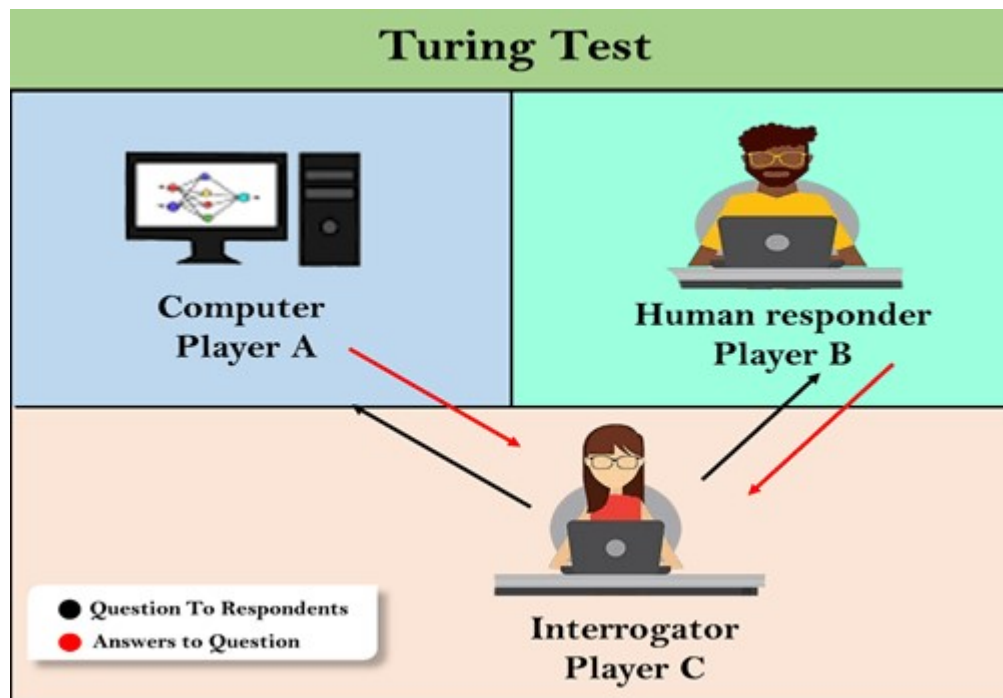 Turing Test
Computer
Player A
Human responder
Player B
Question To Respondents
Answers to Question
Interrogator
Player C